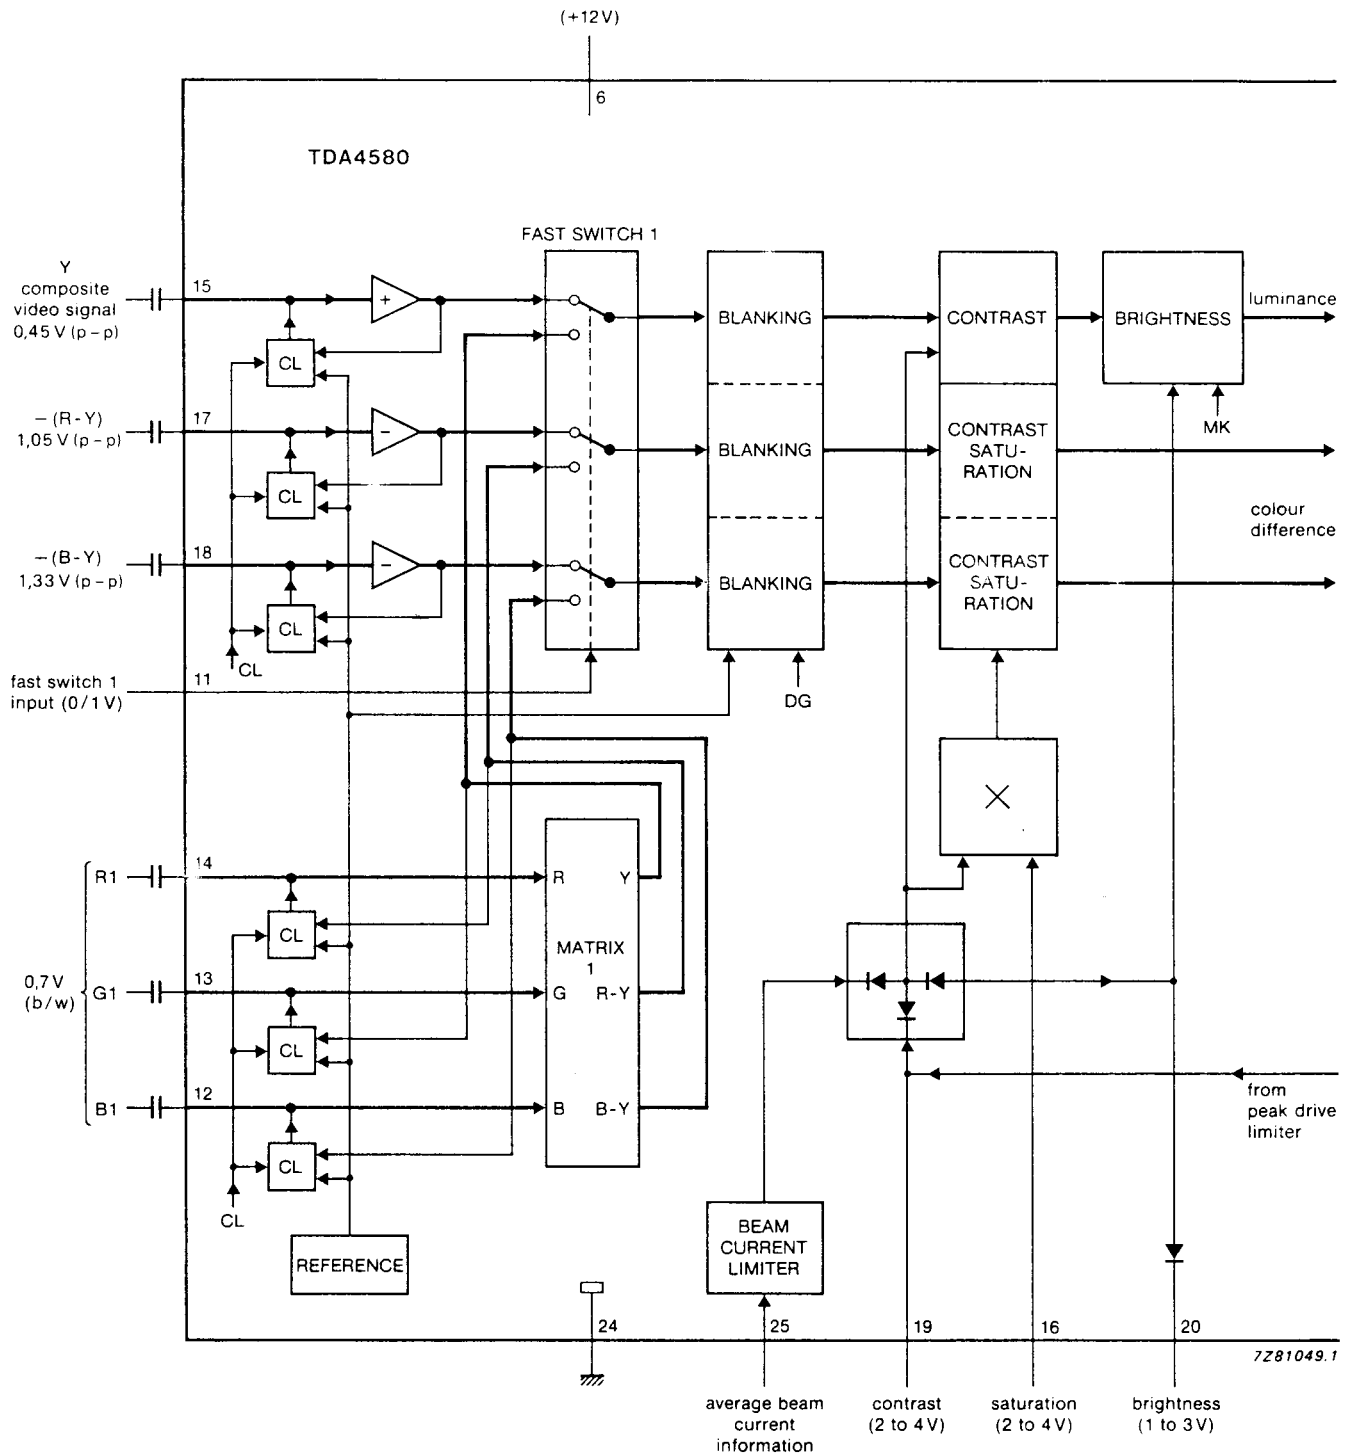 (+12V)
6
TDA4580
FAST SWITCH 1
Y
composite
video signal
0,45 V (p-p)
15
+
CL
BLANKING
CONTRAST
BRIGHTNESS
luminance
MK
-(R-Y)
1,05 V (p-p)
17
-
CL
BLANKING
CONTRAST
SATU-
RATION
colour
difference
-(B-Y)
1,33 V (p-p)
18
-
CL
BLANKING
CONTRAST
SATU-
RATION
CL
fast switch 1
input (0/1V)
11
DG
×
0,7V
(b/w)
R1
14
R
Y
CL
MATRIX
1
G1
13
G
R-Y
CL
B1
12
B
B-Y
CL
CL
from
peak drive
limiter
REFERENCE
BEAM
CURRENT
LIMITER
24
25
19
16
20
7Z81049.1
average beam
current
information
contrast
(2 to 4V)
saturation
(2 to 4V)
brightness
(1 to 3V)